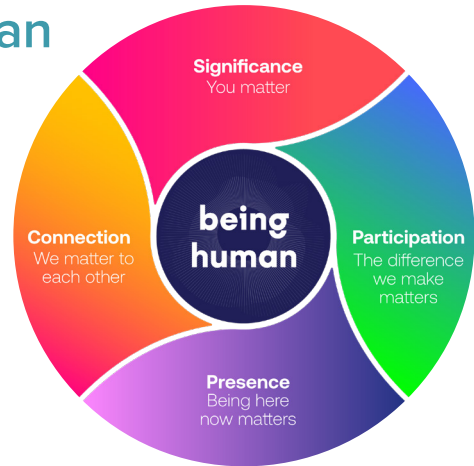 an
Significance
You matter
Connection
We matter to
each other
being
human
Participation
The difference
we make
matters
Presence
Being here
now matters